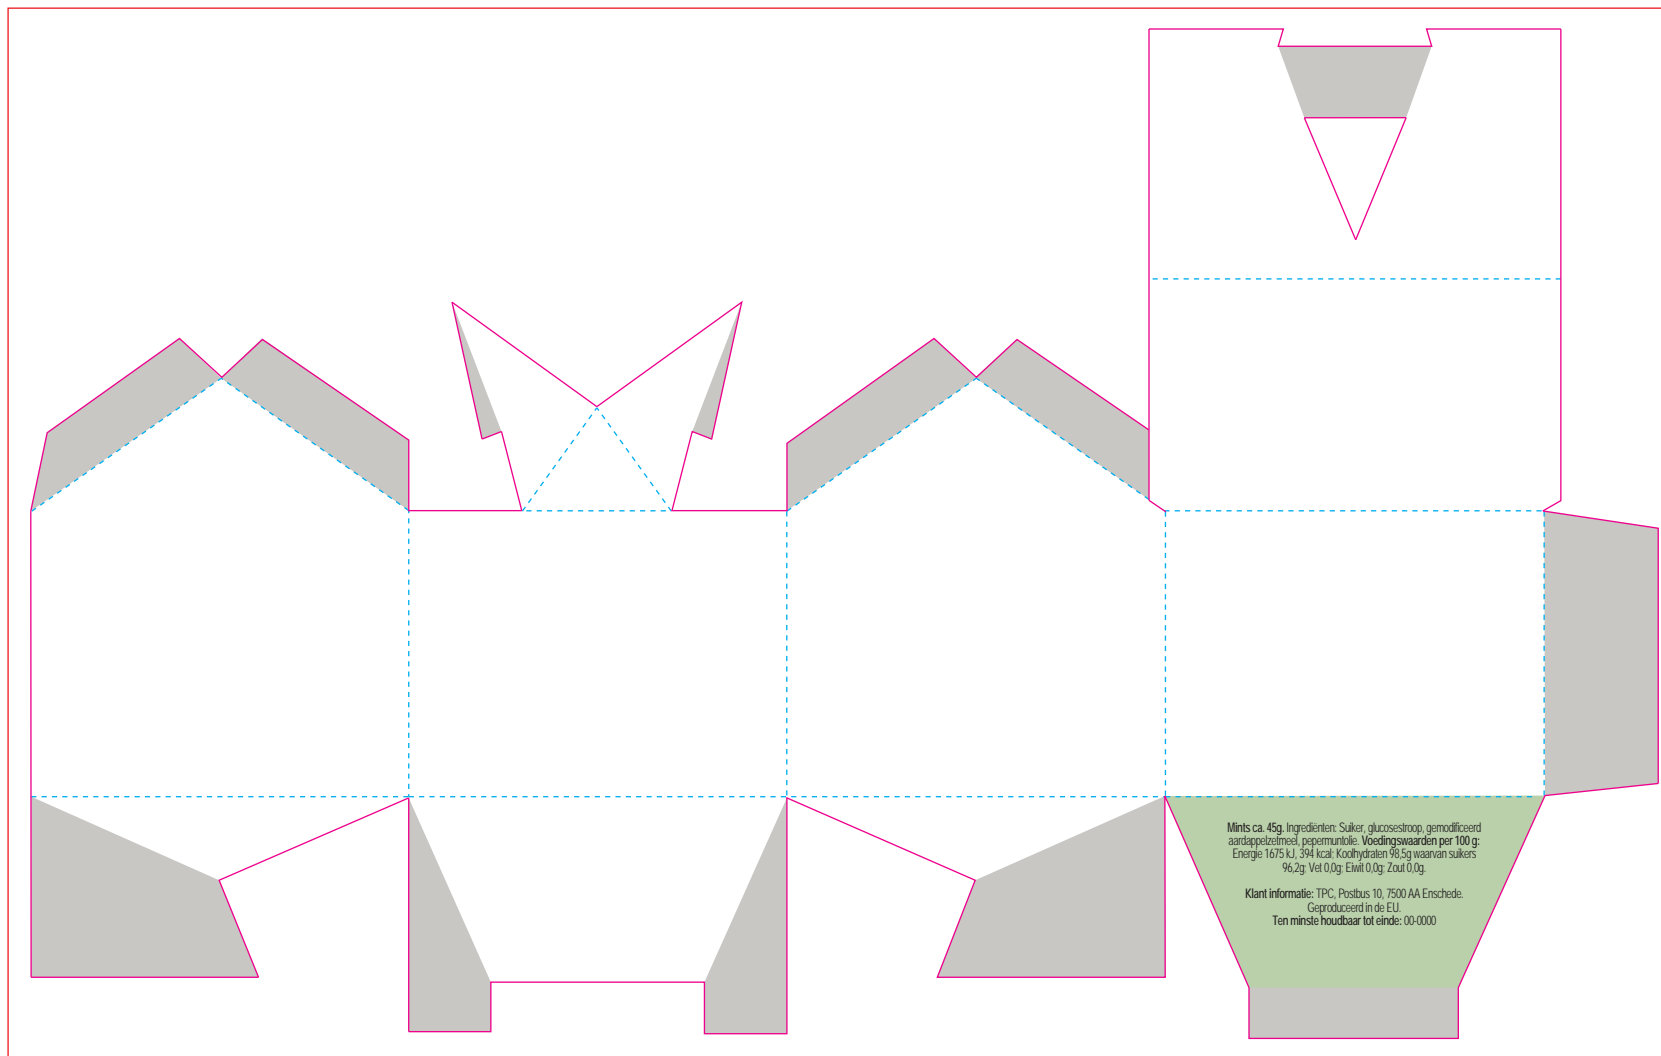 Mints ca. 45g. Ingrediënten: Suiker, glucosestroop, gemodificeerd
aardappelzetmeel, pepermuntolie. Voedingswaarden per 100 g:
Energie 1675 kJ, 394 kcal; Koolhydraten 98,5g waarvan suikers
96,2g; Vet 0,0g; Eiwit 0,0g; Zout 0,0g.
Klant informatie: TPC, Postbus 10, 7500 AA Enschede.
Geproduceerd in de EU.
Ten minste houdbaar tot einde: 00-0000